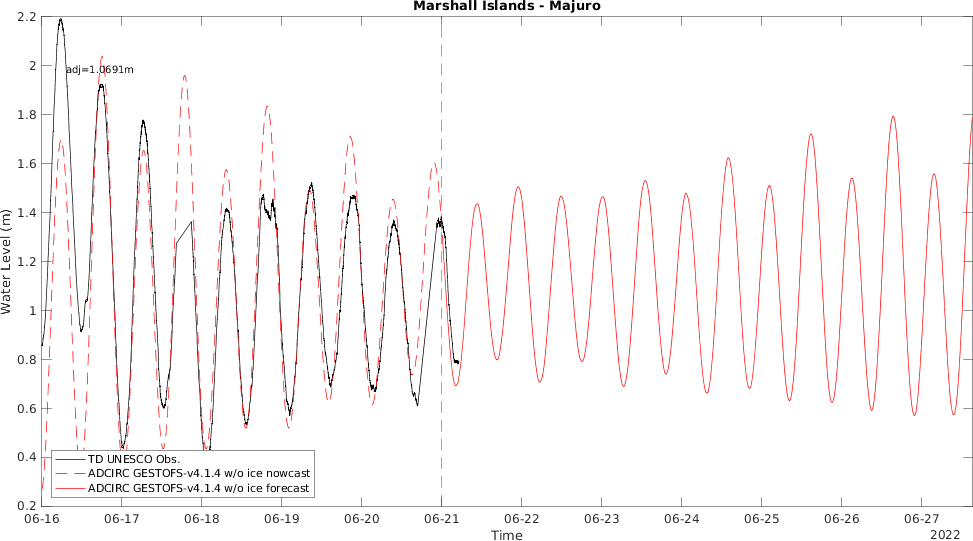 Marshall Islands - Majuro
2.2
2
1.8
1.6
1.4
1.2
1
0.8
0.6
0.4
0.2
Water Level (m)
adj=1.0691m
TD UNESCO Obs.
ADCIRC GESTOFS-v4.1.4 w/o ice nowcast
ADCIRC GESTOFS-v4.1.4 w/o ice forecast
06-16 06-17 06-18 06-19 06-20 06-21 06-22 06-23 06-24 06-25 06-26 06-27
Time
2022